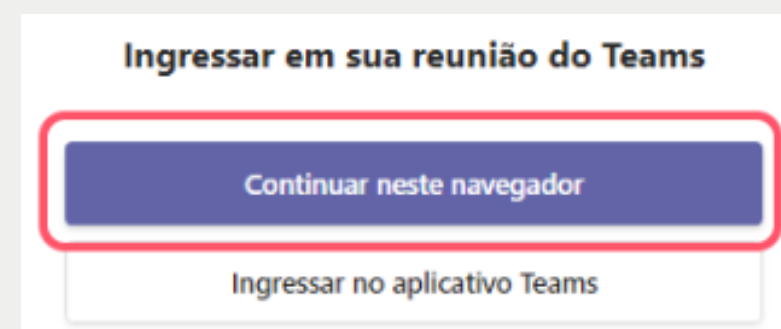 Ingressar em sua reunião do Teams
Continuar neste navegador
Ingressar no aplicativo Teams